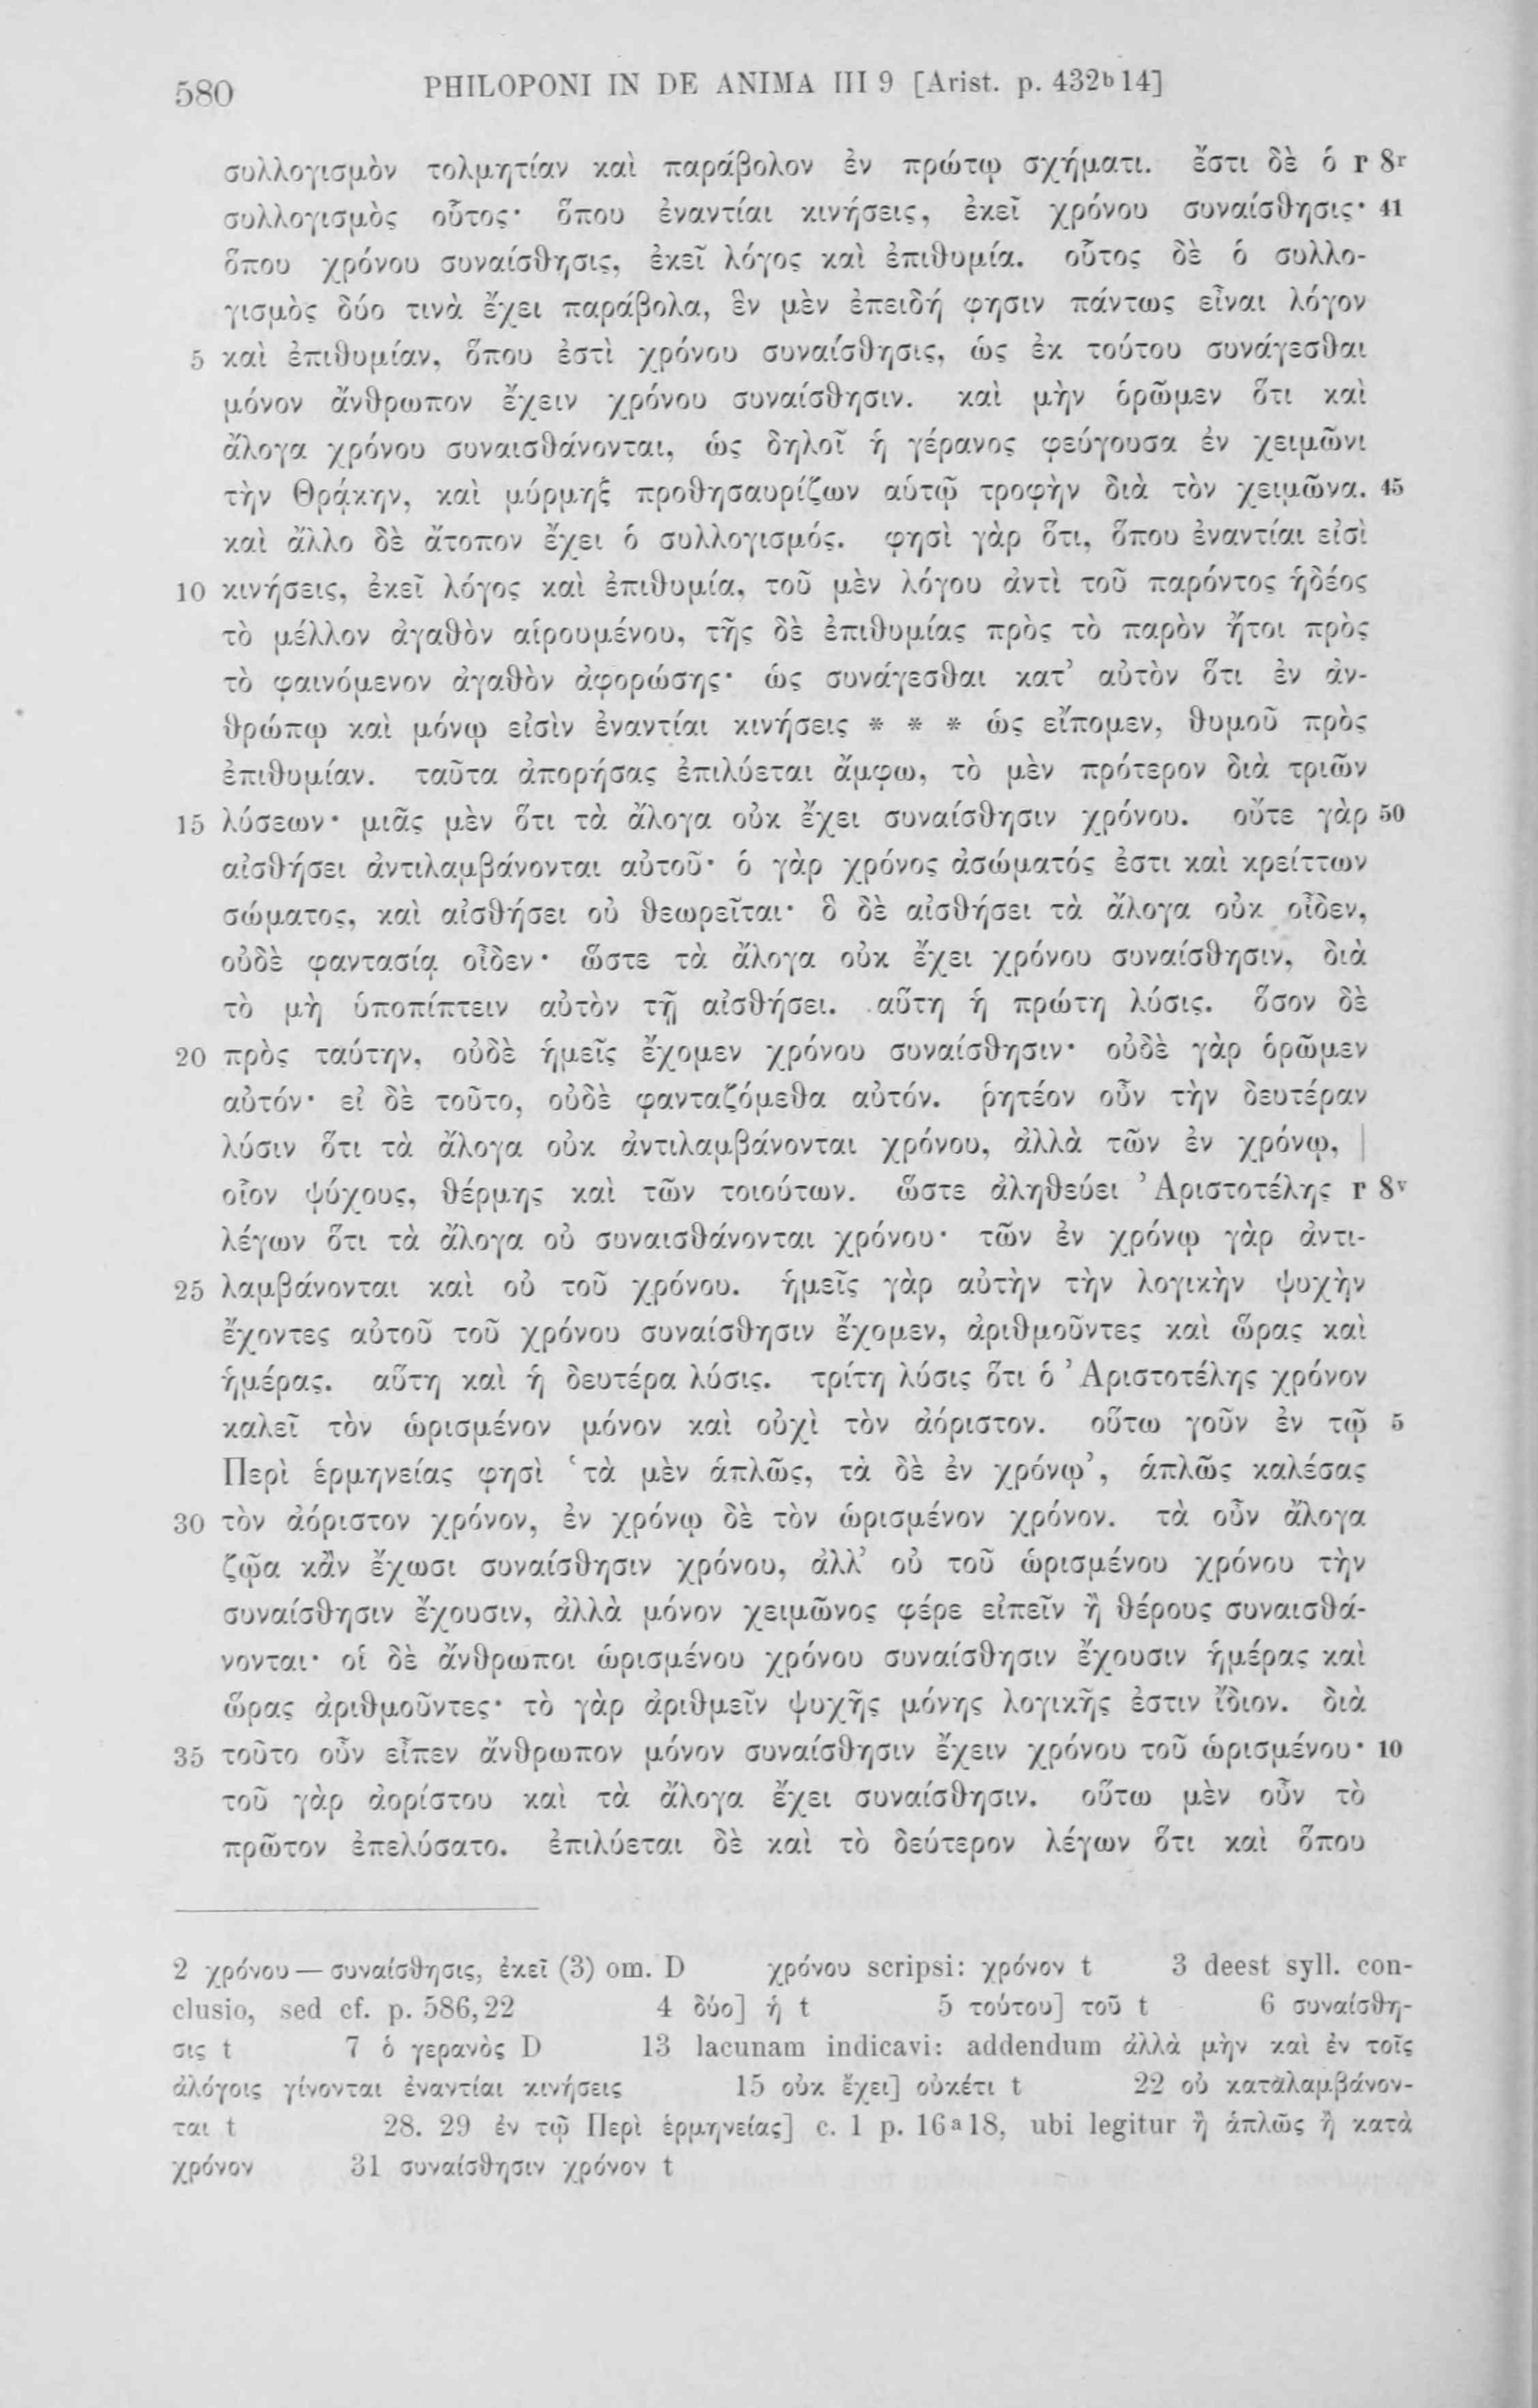 580 PHILOPONI IN DE ANIMA III 9 [Arist. p. 432b14]
συλλογισμὸν τολμητίαν καὶ παράβολον ἐν πρώτῳ σχήματι. ἔστι δὲ ὁ r 8r
συλλογισμὸς οὗτος· ὅπου ἐναντίαι κινήσεις, ἐκεῖ χρόνου συναίσθησις· 41
ὅπου χρόνου συναίσθησις, ἐκεῖ λόγος καὶ ἐπιθυμία. οὗτος δὲ ὁ συλλο-
γισμὸς δύο τινὰ ἔχει παράβολα, ἓν μὲν ἐπειδή φησιν πάντως εἶναι λόγον
5 καὶ ἐπιθυμίαν, ὅπου ἐστὶ χρόνου συναίσθησις, ὡς ἐκ τούτου συνάγεσθαι
μόνον ἄνθρωπον ἔχειν χρόνου συναίσθησιν. καὶ μὴν ὁρῶμεν ὅτι καὶ
ἄλογα χρόνου συναισθάνονται, ὡς δηλοῖ ἡ γέρανος φεύγουσα ἐν χειμῶνι
τὴν Θρᾴκην, καὶ μύρμηξ προθησαυρίζων αὑτῷ τροφὴν διὰ τὸν χειμῶνα. 45
καὶ ἄλλο δὲ ἄτοπον ἔχει ὁ συλλογισμός. φησὶ γὰρ ὅτι, ὅπου ἐναντίαι εἰσὶ
10 κινήσεις, ἐκεῖ λόγος καὶ ἐπιθυμία, τοῦ μὲν λόγου ἀντὶ τοῦ παρόντος ἡδέος
τὸ μέλλον ἀγαθὸν αἱρουμένου, τῆς δὲ ἐπιθυμίας πρὸς τὸ παρὸν ἤτοι πρὸς
τὸ φαινόμενον ἀγαθὸν ἀφορώσης· ὡς συνάγεσθαι κατ’ αὐτὸν ὅτι ἐν ἀν-
θρώπῳ καὶ μόνῳ εἰσὶν ἐναντίαι κινήσεις * * * ὡς εἴπομεν, θυμοῦ πρὸς
ἐπιθυμίαν. ταῦτα ἀπορήσας ἐπιλύεται ἄμφω, τὸ μὲν πρότερον διὰ τριῶν
15 λύσεων· μιᾶς μὲν ὅτι τὰ ἄλογα οὐκ ἔχει συναίσθησιν χρόνου. οὔτε γὰρ 50
αἰσθήσει ἀντιλαμβάνονται αὐτοῦ· ὁ γὰρ χρόνος ἀσώματός ἐστι καὶ κρείττων
σώματος, καὶ αἰσθήσει οὐ θεωρεῖται· ὃ δὲ αἰσθήσει τὰ ἄλογα οὐκ οἶδεν,
οὐδὲ φαντασίᾳ οἶδεν· ὥστε τὰ ἄλογα οὐκ ἔχει χρόνου συναίσθησιν, διὰ
τὸ μὴ ὑποπίπτειν αὐτὸν τῇ αἰσθήσει. αὕτη ἡ πρώτη λύσις. ὅσον δὲ
20 πρὸς ταύτην, οὐδὲ ἡμεῖς ἔχομεν χρόνου συναίσθησιν· οὐδὲ γὰρ ὁρῶμεν
αὐτόν· εἰ δὲ τοῦτο, οὐδὲ φανταζόμεθα αὐτόν. ῥητέον οὖν τὴν δευτέραν
λύσιν ὅτι τὰ ἄλογα οὐκ ἀντιλαμβάνονται χρόνου, ἀλλὰ τῶν ἐν χρόνῳ, |
οἷον ψύχους, θέρμης καὶ τῶν τοιούτων. ὥστε ἀληθεύει Ἀριστοτέλης r 8v
λέγων ὅτι τὰ ἄλογα οὐ συναισθάνονται χρόνου· τῶν ἐν χρόνῳ γὰρ ἀντι-
25 λαμβάνονται καὶ οὐ τοῦ χρόνου. ἡμεῖς γὰρ αὐτὴν τὴν λογικὴν ψυχὴν
ἔχοντες αὐτοῦ τοῦ χρόνου συναίσθησιν ἔχομεν, ἀριθμοῦντες καὶ ὥρας καὶ
ἡμέρας. αὕτη καὶ ἡ δευτέρα λύσις. τρίτη λύσις ὅτι ὁ Ἀριστοτέλης χρόνον
καλεῖ τὸν ὡρισμένον μόνον καὶ οὐχὶ τὸν ἀόριστον. οὕτω γοῦν ἐν τῷ 5
Περὶ ἑρμηνείας φησὶ ‘τὰ μὲν ἁπλῶς, τὰ δὲ ἐν χρόνῳ’, ἁπλῶς καλέσας
30 τὸν ἀόριστον χρόνον, ἐν χρόνῳ δὲ τὸν ὡρισμένον χρόνον. τὰ οὖν ἄλογα
ζῷα κἂν ἔχωσι συναίσθησιν χρόνου, ἀλλ’ οὐ τοῦ ὡρισμένου χρόνου τὴν
συναίσθησιν ἔχουσιν, ἀλλὰ μόνον χειμῶνος φέρε εἰπεῖν ἢ θέρους συναισθά-
νονται· οἱ δὲ ἄνθρωποι ὡρισμένου χρόνου συναίσθησιν ἔχουσιν ἡμέρας καὶ
ὥρας ἀριθμοῦντες· τὸ γὰρ ἀριθμεῖν ψυχῆς μόνης λογικῆς ἐστιν ἴδιον. διὰ
35 τοῦτο οὖν εἶπεν ἄνθρωπον μόνον συναίσθησιν ἔχειν χρόνου τοῦ ὡρισμένου· 10
τοῦ γὰρ ἀορίστου καὶ τὰ ἄλογα ἔχει συναίσθησιν. οὕτω μὲν οὖν τὸ
πρῶτον ἐπελύσατο. ἐπιλύεται δὲ καὶ τὸ δεύτερον λέγων ὅτι καὶ ὅπου
2 χρόνου — συναίσθησις, ἐκεῖ (3) om. D χρόνου scripsi: χρόνον t 3 deest syll. con-
clusio, sed cf. p. 586,22 4 δύο] ἡ t 5 τούτου] τοῦ t 6 συναίσθη-
σις t 7 ὁ γερανὸς D 13 lacunam indicavi: addendum ἀλλὰ μὴν καὶ ἐν τοῖς
ἀλόγοις γίνονται ἐναντίαι κινήσεις 15 οὐκ ἔχει] οὐκέτι t 22 οὐ καταλαμβάνον-
ται t 28. 29 ἐν τῷ Περὶ ἑρμηνείας] c. 1 p. 16a18, ubi legitur ἢ ἁπλῶς ἢ κατὰ
χρόνον 31 συναίσθησιν χρόνον t